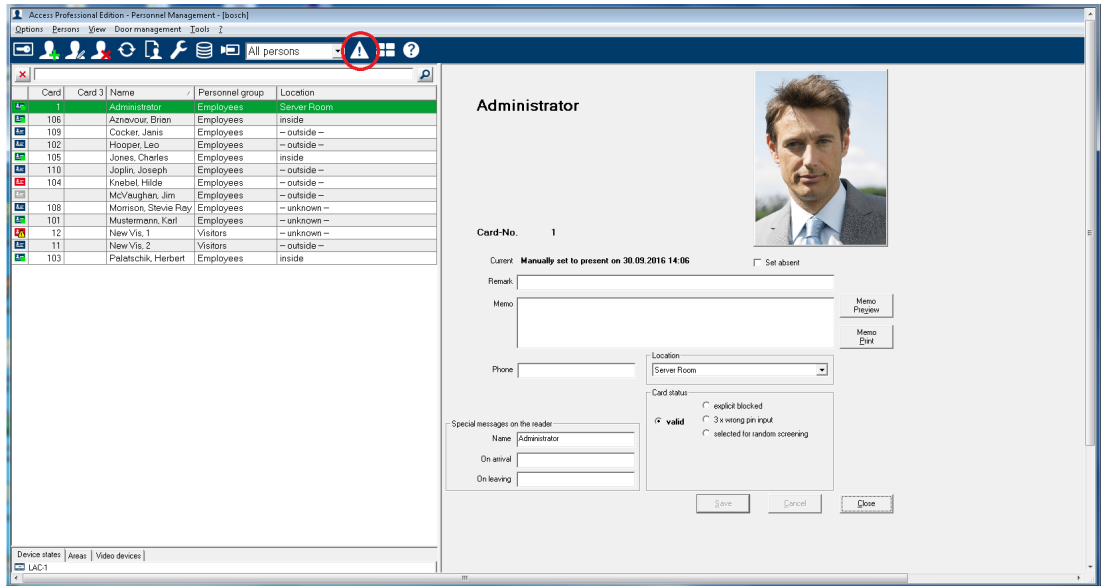 Access Professional Edition - Personnel Management - [bosch]
Options Persons View Door management Tools ?
All persons
Card Card 3 Name / Personnel group Location
1 Administrator Employees Server Room
106 Aznavour, Brian Employees inside
109 Cocker, Janis Employees -- outside --
102 Hooper, Leo Employees -- outside --
105 Jones, Charles Employees inside
110 Joplin, Joseph Employees -- outside --
104 Knebel, Hilde Employees -- outside --
McVaughan, Jim Employees -- outside --
108 Morrison, Stevie Ray Employees -- unknown --
101 Mustermann, Karl Employees -- unknown --
12 New Vis, 1 Visitors -- unknown --
11 New Vis, 2 Visitors -- outside --
103 Palatschik, Herbert Employees inside
Device states Areas Video devices
LAC-1
Administrator
Card-No. 1
Current Manually set to present on 30.09.2016 14:06
Set absent
Remark
Memo
Memo Preview
Memo Print
Phone
Location
Server Room
Card status
valid
explicit blocked
3 x wrong pin input
selected for random screening
Special messages on the reader
Name Administrator
On arrival
On leaving
Save Cancel Close